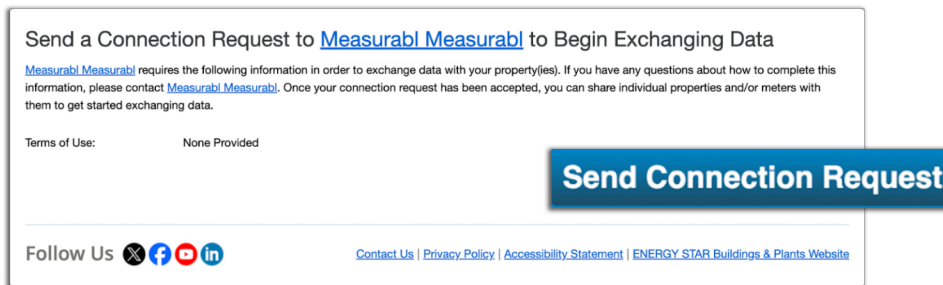 Send a Connection Request to Measurabl Measurabl to Begin Exchanging Data
Measurabl Measurabl requires the following information in order to exchange data with your property(ies). If you have any questions about how to complete this
information, please contact Measurabl Measurabl. Once your connection request has been accepted, you can share individual properties and/or meters with
them to get started exchanging data.
Terms of Use: None Provided
Send Connection Request
Follow Us
Contact Us | Privacy Policy | Accessibility Statement | ENERGY STAR Buildings & Plants Website